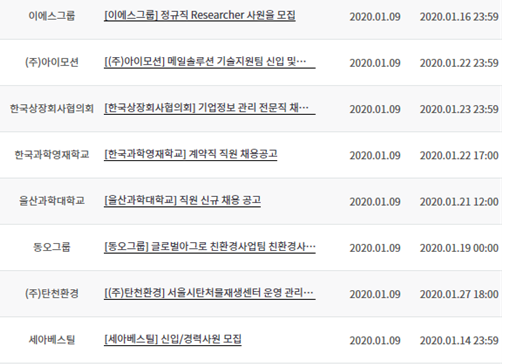 이에스그룹 [이에스그룹] 정규직 Researcher 사원을 모집 2020.01.09 2020.01.16 23:59
(주)아이모션 [(주)아이모션] 메일솔루션 기술지원팀 신입 및… 2020.01.09 2020.01.22 23:59
한국상장회사협의회 [한국상장회사협의회] 기업정보 관리 전문직 채… 2020.01.09 2020.01.23 23:59
한국과학영재학교 [한국과학영재학교] 계약직 직원 채용공고 2020.01.09 2020.01.22 17:00
울산과학대학교 [울산과학대학교] 직원 신규 채용 공고 2020.01.09 2020.01.21 12:00
동오그룹 [동오그룹] 글로벌아그로 친환경사업팀 친환경사… 2020.01.09 2020.01.19 00:00
(주)탄천환경 [(주)탄천환경] 서울시탄처물재생센터 운영 관리… 2020.01.09 2020.01.27 18:00
세아베스틸 [세아베스틸] 신입/경력사원 모집 2020.01.09 2020.01.14 23:59